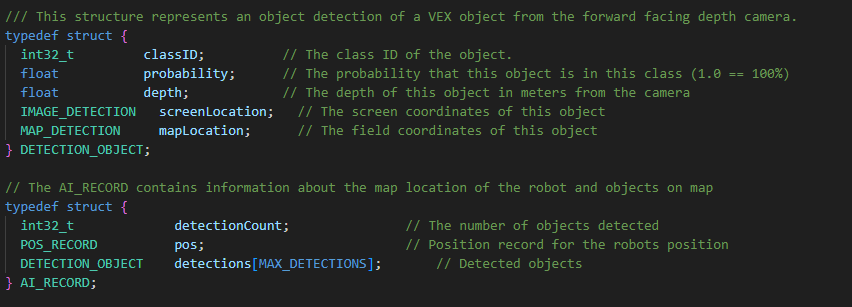 /// This structure represents an object detection of a VEX object from the forward facing depth camera.
typedef struct {
  int32_t         classID;              // The class ID of the object.
  float           probability;      // The probability that this object is in this class (1.0 == 100%)
  float           depth;            // The depth of this object in meters from the camera
  IMAGE_DETECTION   screenLocation;   // The screen coordinates of this object
  MAP_DETECTION     mapLocation;      // The field coordinates of this object
} DETECTION_OBJECT;

// The AI_RECORD contains information about the map location of the robot and objects on map
typedef struct {
  int32_t             detectionCount;               // The number of objects detected
  POS_RECORD          pos;                          // Position record for the robots position
  DETECTION_OBJECT    detections[MAX_DETECTIONS];       // Detected objects
} AI_RECORD;